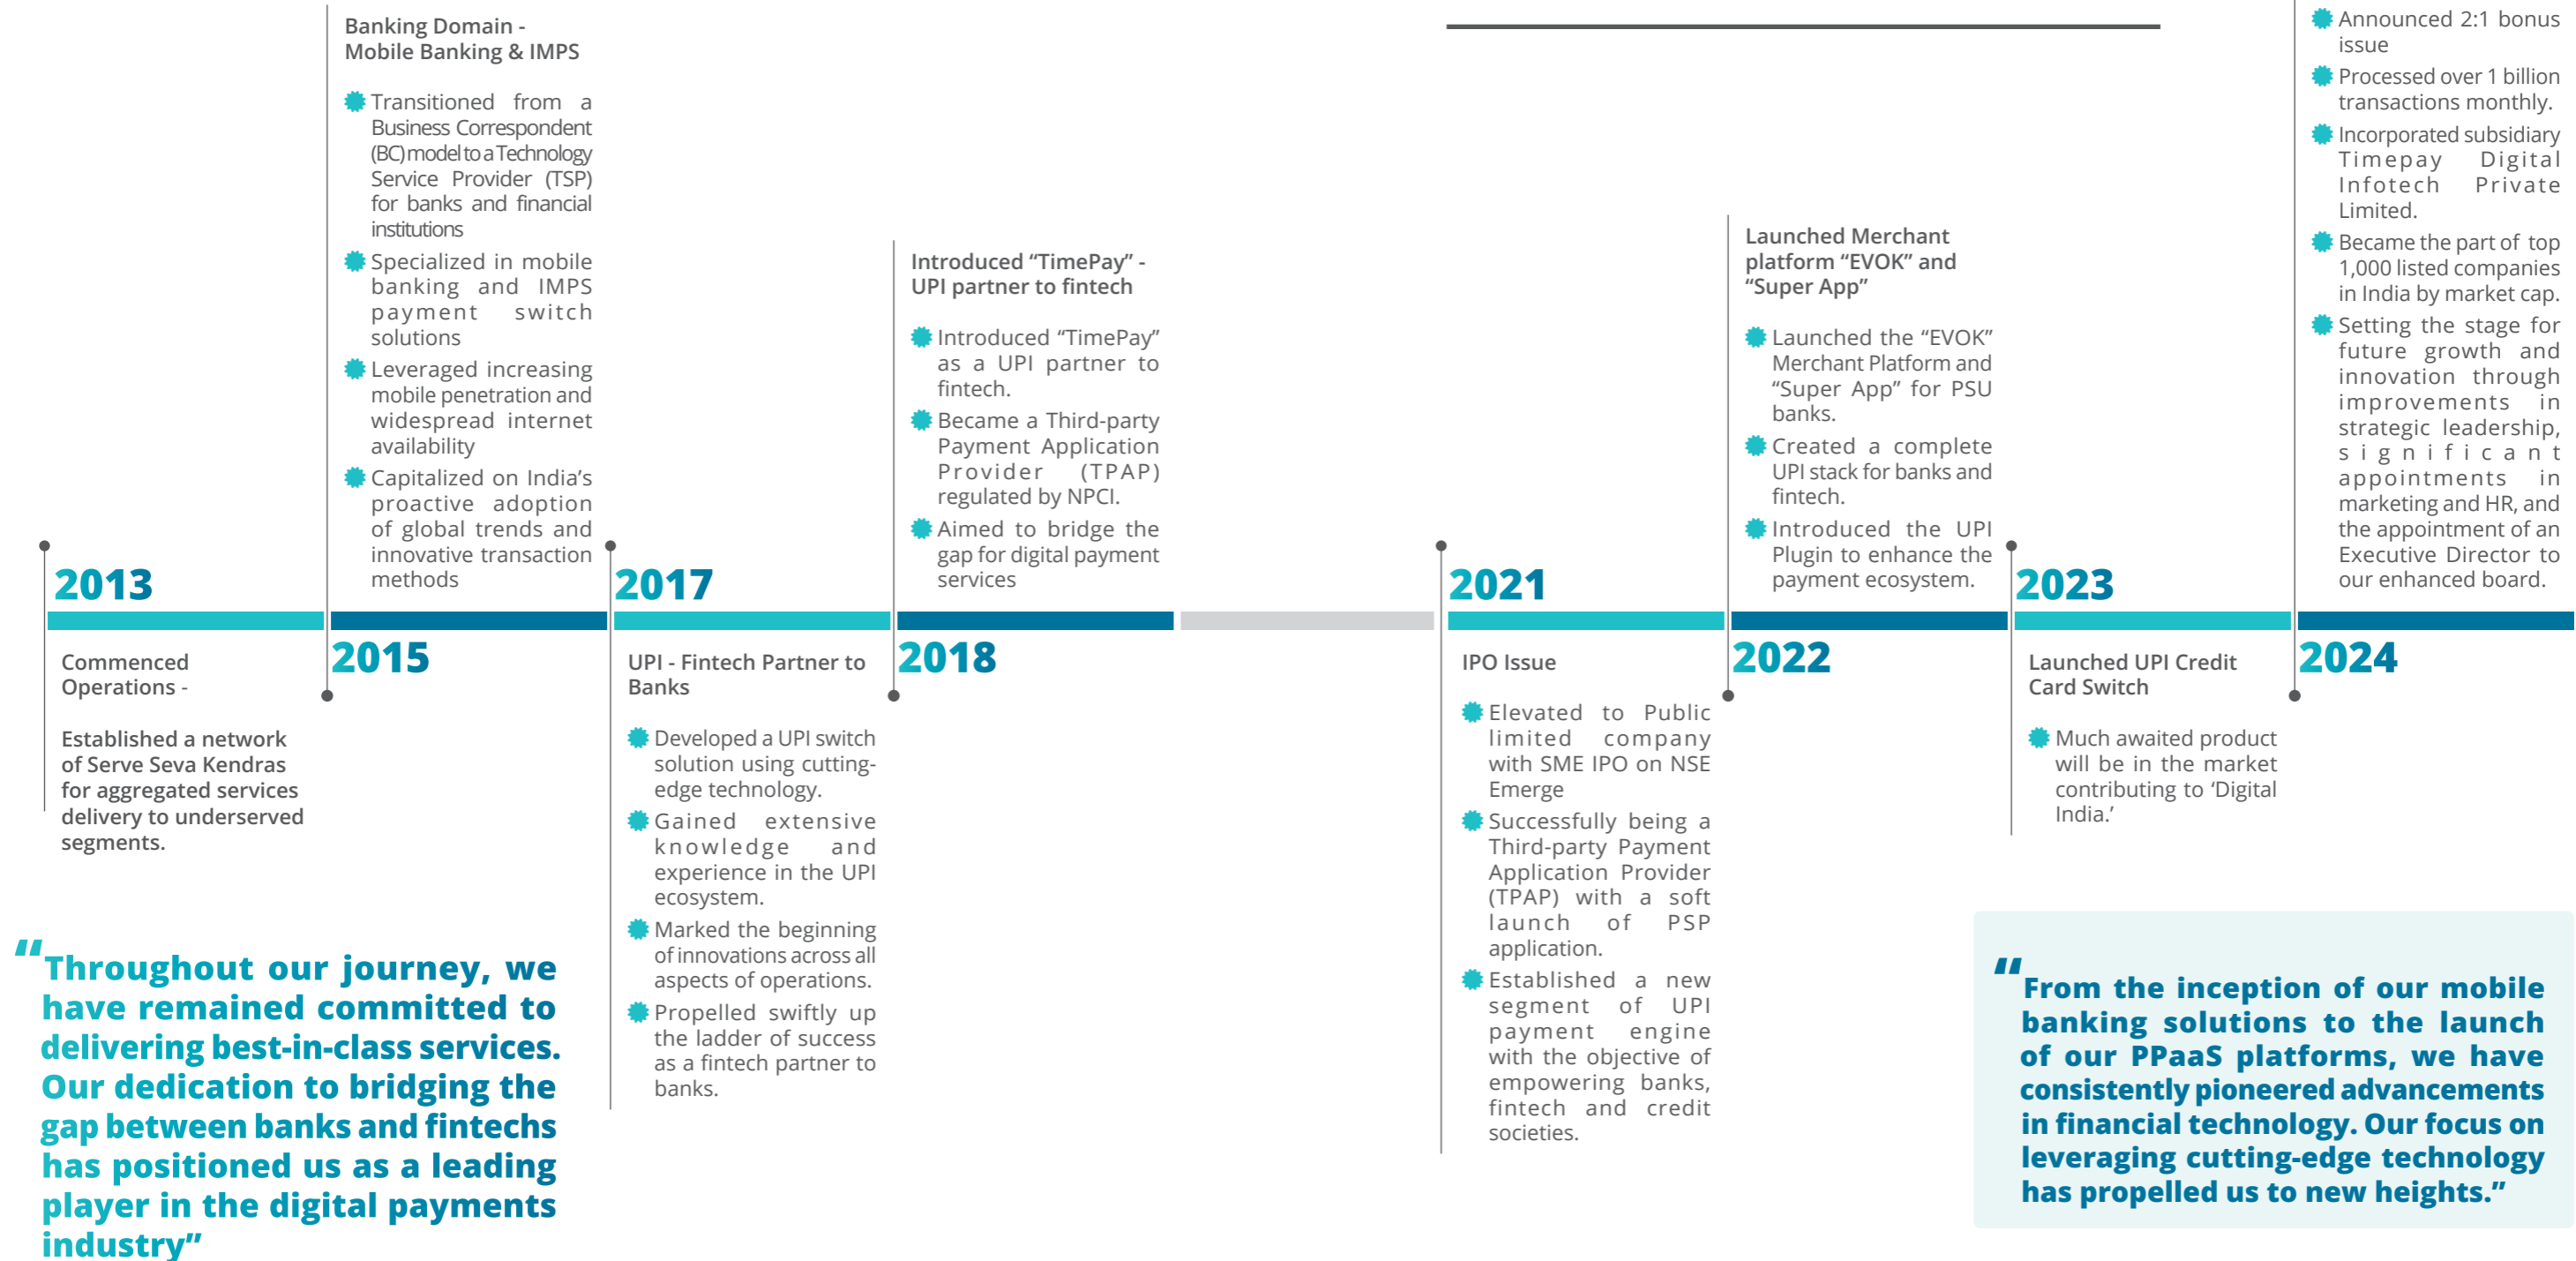 2013
Commenced
Operations -
Established a network
of Serve Seva Kendras
for aggregated services
delivery to underserved
segments.
Banking Domain -
Mobile Banking & IMPS
Transitioned from a
Business Correspondent
(BC) model to a Technology
Service Provider (TSP)
for banks and financial
institutions
Specialized in mobile
banking and IMPS
payment switch
solutions
Leveraged increasing
mobile penetration and
widespread internet
availability
Capitalized on India’s
proactive adoption
of global trends and
innovative transaction
methods
2015
2017
UPI - Fintech Partner to
Banks
Developed a UPI switch
solution using cutting-
edge technology.
Gained extensive
knowledge and
experience in the UPI
ecosystem.
Marked the beginning
of innovations across all
aspects of operations.
Propelled swiftly up
the ladder of success
as a fintech partner to
banks.
Introduced “TimePay” -
UPI partner to fintech
Introduced “TimePay”
as a UPI partner to
fintech.
Became a Third-party
Payment Application
Provider (TPAP)
regulated by NPCI.
Aimed to bridge the
gap for digital payment
services
2018
2021
IPO Issue
Elevated to Public
limited company
with SME IPO on NSE
Emerge
Successfully being a
Third-party Payment
Application Provider
(TPAP) with a soft
launch of PSP
application.
Established a new
segment of UPI
payment engine
with the objective of
empowering banks,
fintech and credit
societies.
Launched Merchant
platform “EVOK” and
“Super App”
Launched the “EVOK”
Merchant Platform and
“Super App” for PSU
banks.
Created a complete
UPI stack for banks and
fintech.
Introduced the UPI
Plugin to enhance the
payment ecosystem.
2022
2023
Launched UPI Credit
Card Switch
Much awaited product
will be in the market
contributing to ‘Digital
India.’
Announced 2:1 bonus
issue
Processed over 1 billion
transactions monthly.
Incorporated subsidiary
Timepay Digital
Infotech Private
Limited.
Became the part of top
1,000 listed companies
in India by market cap.
Setting the stage for
future growth and
innovation through
improvements in
strategic leadership,
significant
appointments in
marketing and HR, and
the appointment of an
Executive Director to
our enhanced board.
2024
“Throughout our journey, we
have remained committed to
delivering best-in-class services.
Our dedication to bridging the
gap between banks and fintechs
has positioned us as a leading
player in the digital payments
industry”
“From the inception of our mobile
banking solutions to the launch
of our PPaaS platforms, we have
consistently pioneered advancements
in financial technology. Our focus on
leveraging cutting-edge technology
has propelled us to new heights.”